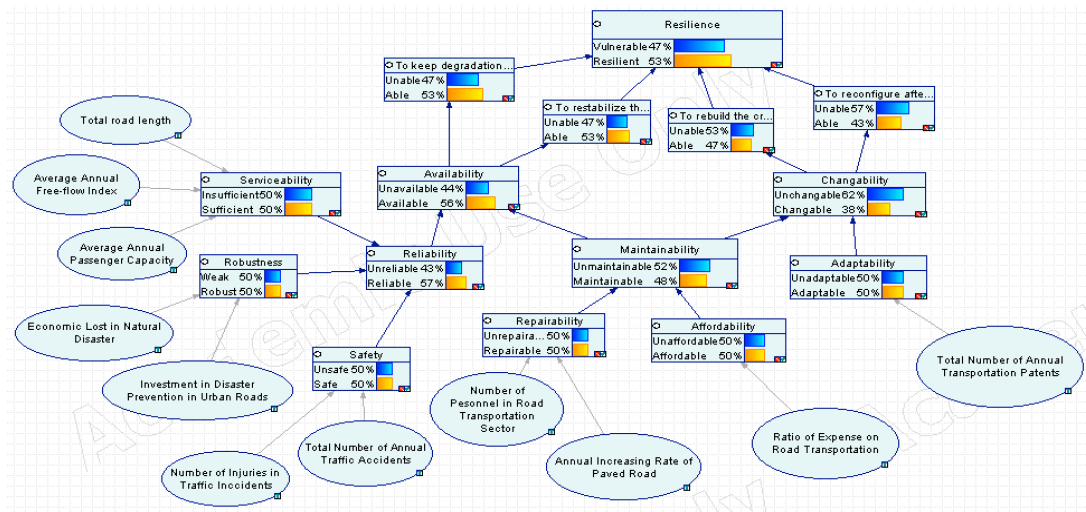 Resilience
Vulnerable 47%
Resilient 53%
To keep degradation...
Unable 47%
Able 53%
To restabilize th...
Unable 47%
Able 53%
To rebuild the cr...
Unable 53%
Able 47%
To reconfigure afte...
Unable 57%
Able 43%
Total road length
Average Annual
Free-flow Index
Average Annual
Passenger Capacity
Serviceability
Insufficient 50%
Sufficient 50%
Availability
Unavailable 44%
Available 56%
Changability
Unchangable 62%
Changable 38%
Robustness
Weak 50%
Robust 50%
Reliability
Unreliable 43%
Reliable 57%
Maintainability
Unmaintainable 52%
Maintainable 48%
Adaptability
Unadaptable 50%
Adaptable 50%
Economic Lost in Natural
Disaster
Investment in Disaster
Prevention in Urban Roads
Safety
Unsafe 50%
Safe 50%
Repairability
Unrepaira... 50%
Repairable 50%
Affordability
Unaffordable 50%
Affordable 50%
Number of Injuries in
Traffic Incidents
Total Number of Annual
Traffic Accidents
Number of
Pesonnel in Road
Transportation
Sector
Annual Increasing Rate of
Paved Road
Ratio of Expense on
Road Transportation
Total Number of Annual
Transportation Patents